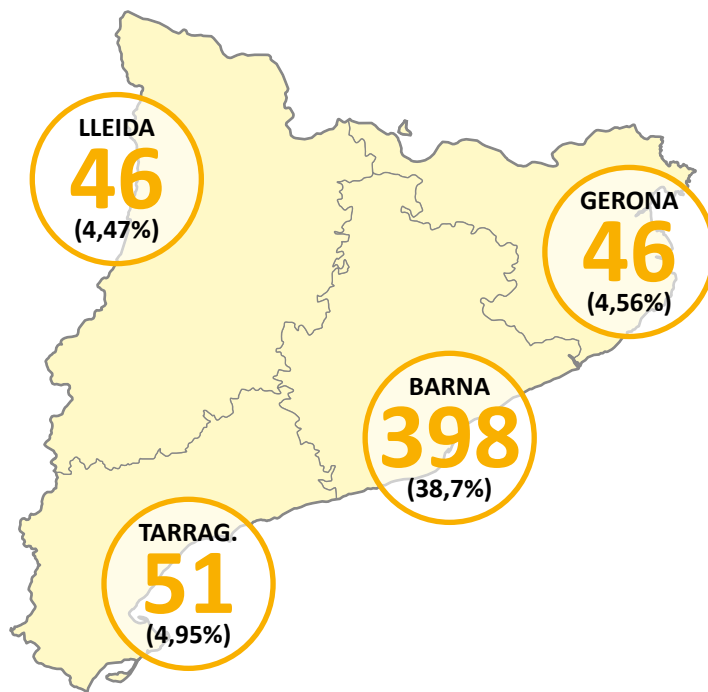 LLEIDA
46
(4,47%)
GERONA
46
(4,56%)
BARNA
398
(38,7%)
TARRAG.
51
(4,95%)